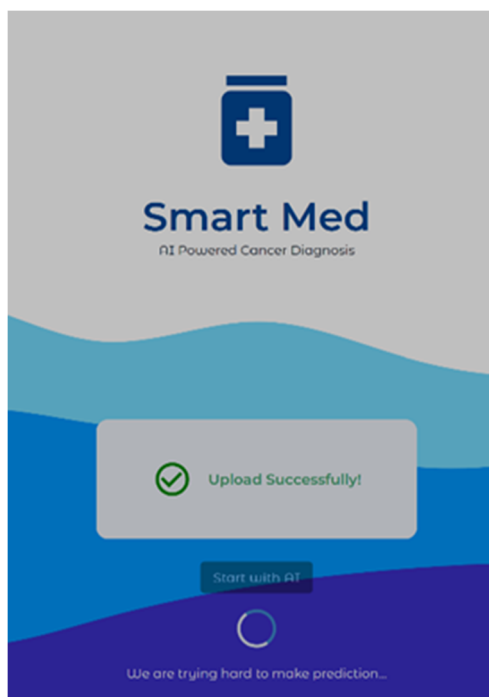 Smart Med
AI Powered Cancer Diagnosis
Upload Successfully!
Start with AI
We are trying hard to make prediction...